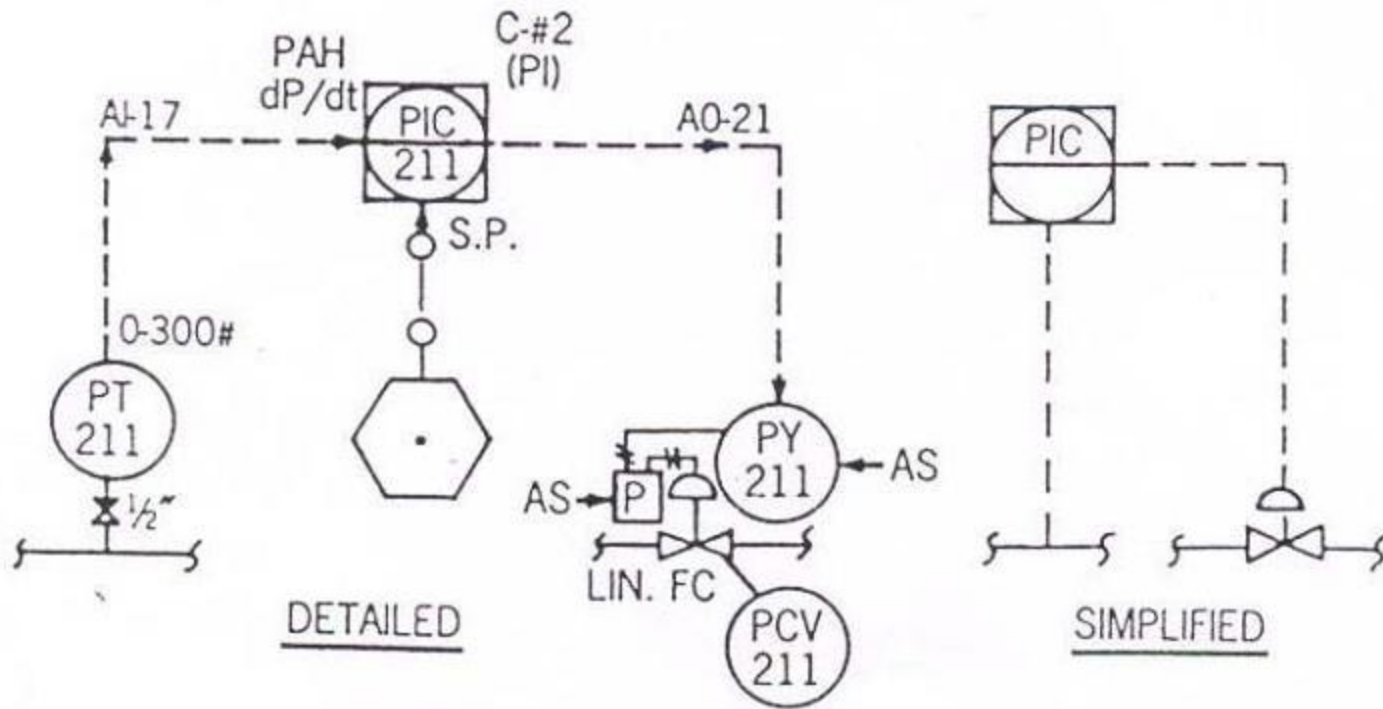 PAH
dP/dt
C-#2
(PI)
AI-17
PIC
211
AO-21
S.P.
0-300#
PT
211
1/2"
PY
211
AS
AS
P
LIN. FC
PCV
211
DETAILED
PIC
SIMPLIFIED